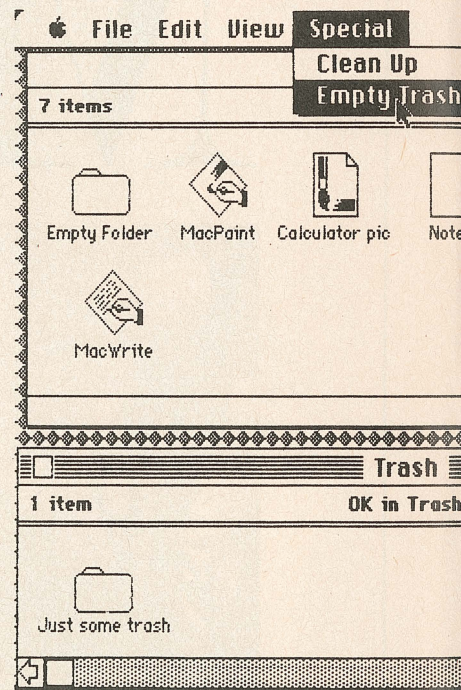 File Edit View Special
Clean Up
Empty Trash
7 items
Empty Folder MacPaint Calculator pic Note
MacWrite
Trash
1 item OK in Trash
Just some trash